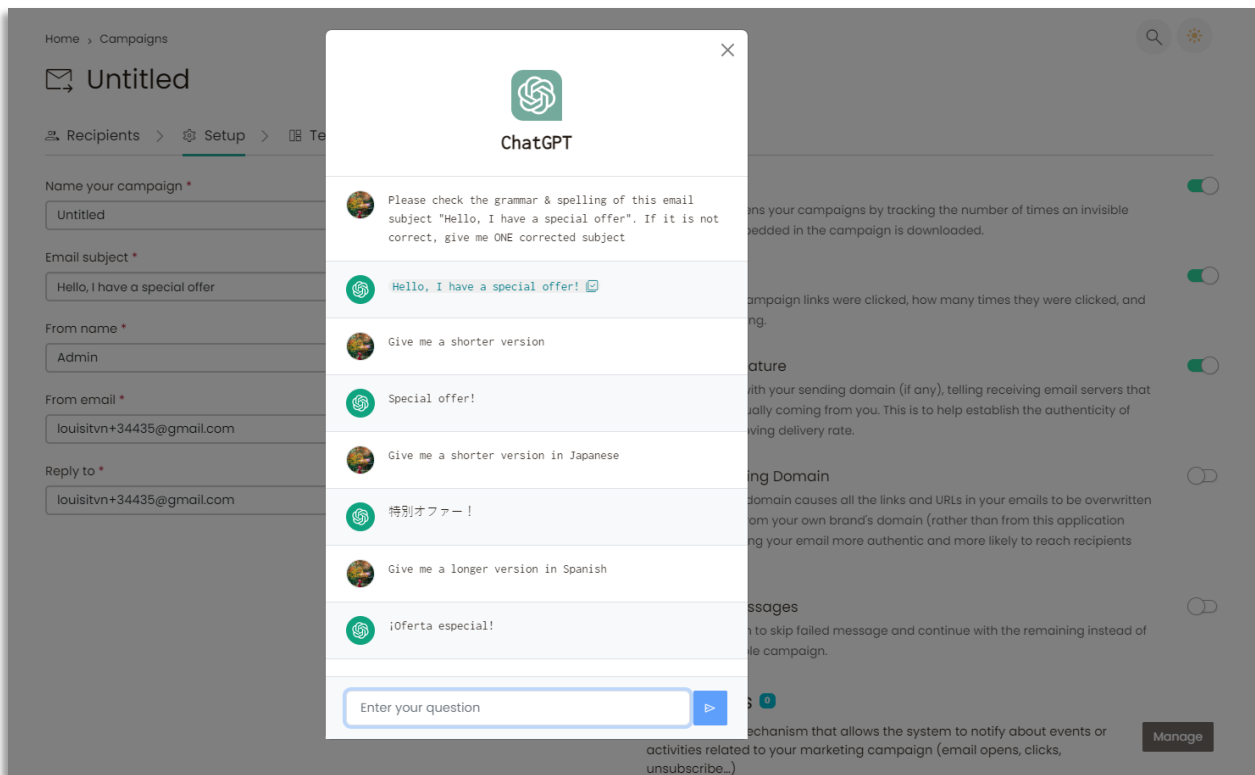 Home > Campaigns
Untitled
Recipients > Setup > Te
Name your campaign *
Untitled
Email subject *
Hello, I have a special offer
From name *
Admin
From email *
louisitvn+34435@gmail.com
Reply to *
louisitvn+34435@gmail.com
ChatGPT
Please check the grammar & spelling of this email
subject "Hello, I have a special offer". If it is not
correct, give me ONE corrected subject
Hello, I have a special offer!
Give me a shorter version
Special offer!
Give me a shorter version in Japanese
特別オファー！
Give me a longer version in Spanish
¡Oferta especial!
Enter your question
ens your campaigns by tracking the number of times an invisible
bedded in the campaign is downloaded.
ampaign links were clicked, how many times they were clicked, and
ng.
ature
with your sending domain (if any), telling receiving email servers that
ually coming from you. This is to help establish the authenticity of
oving delivery rate.
ing Domain
domain causes all the links and URLs in your emails to be overwritten
om your own brand's domain (rather than from this application
ng your email more authentic and more likely to reach recipients
ssages
n to skip failed message and continue with the remaining instead of
le campaign.
s 0
echanism that allows the system to notify about events or
activities related to your marketing campaign (email opens, clicks,
unsubscribe...)
Manage